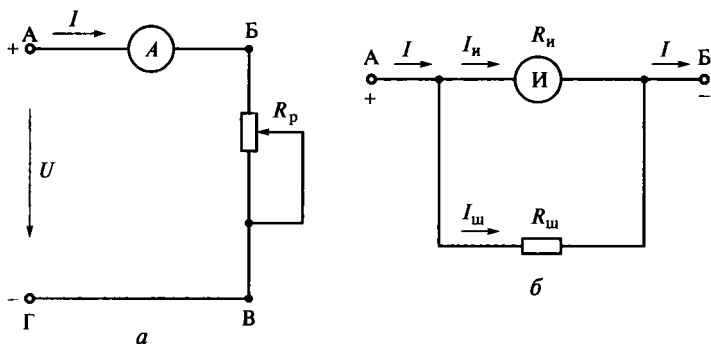 А I Б
+ A
R_р
U
−
Г В
а
R_и
А I I_и I Б
+ И −
I_ш R_ш
б